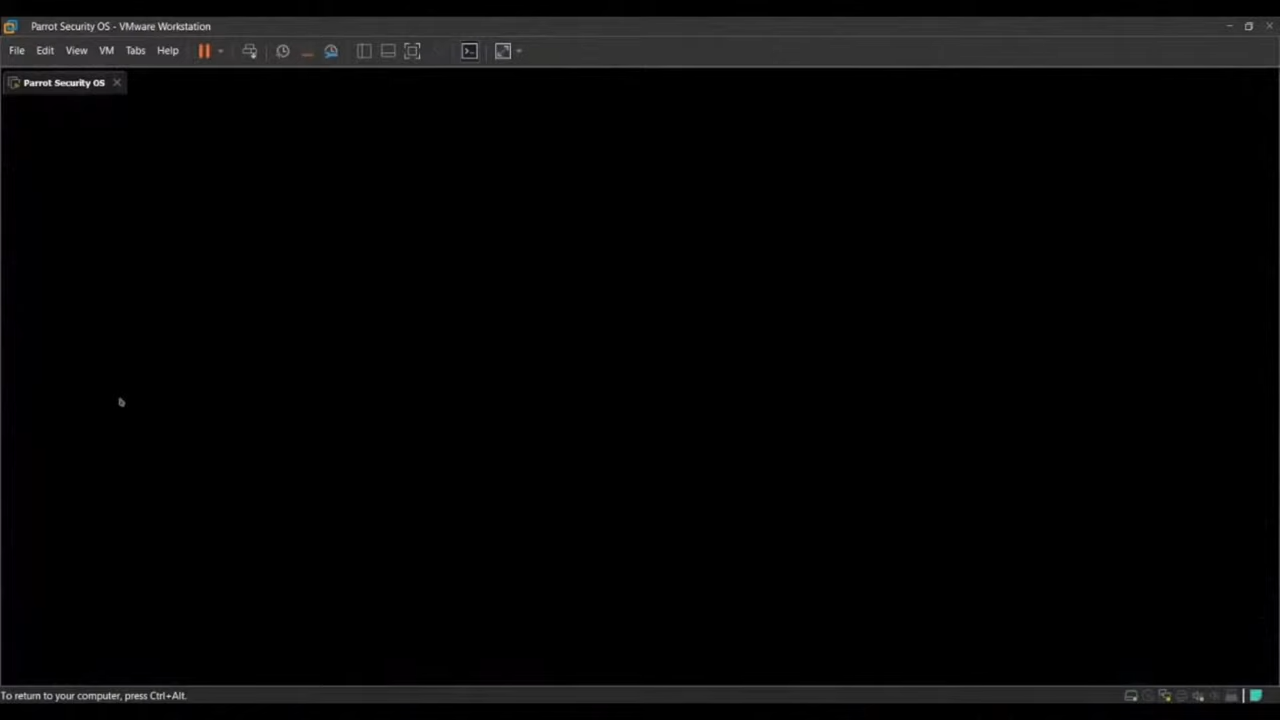 Parrot Security OS - VMware Workstation
File Edit View VM Tabs Help
Parrot Security OS
To return to your computer, press Ctrl+Alt.